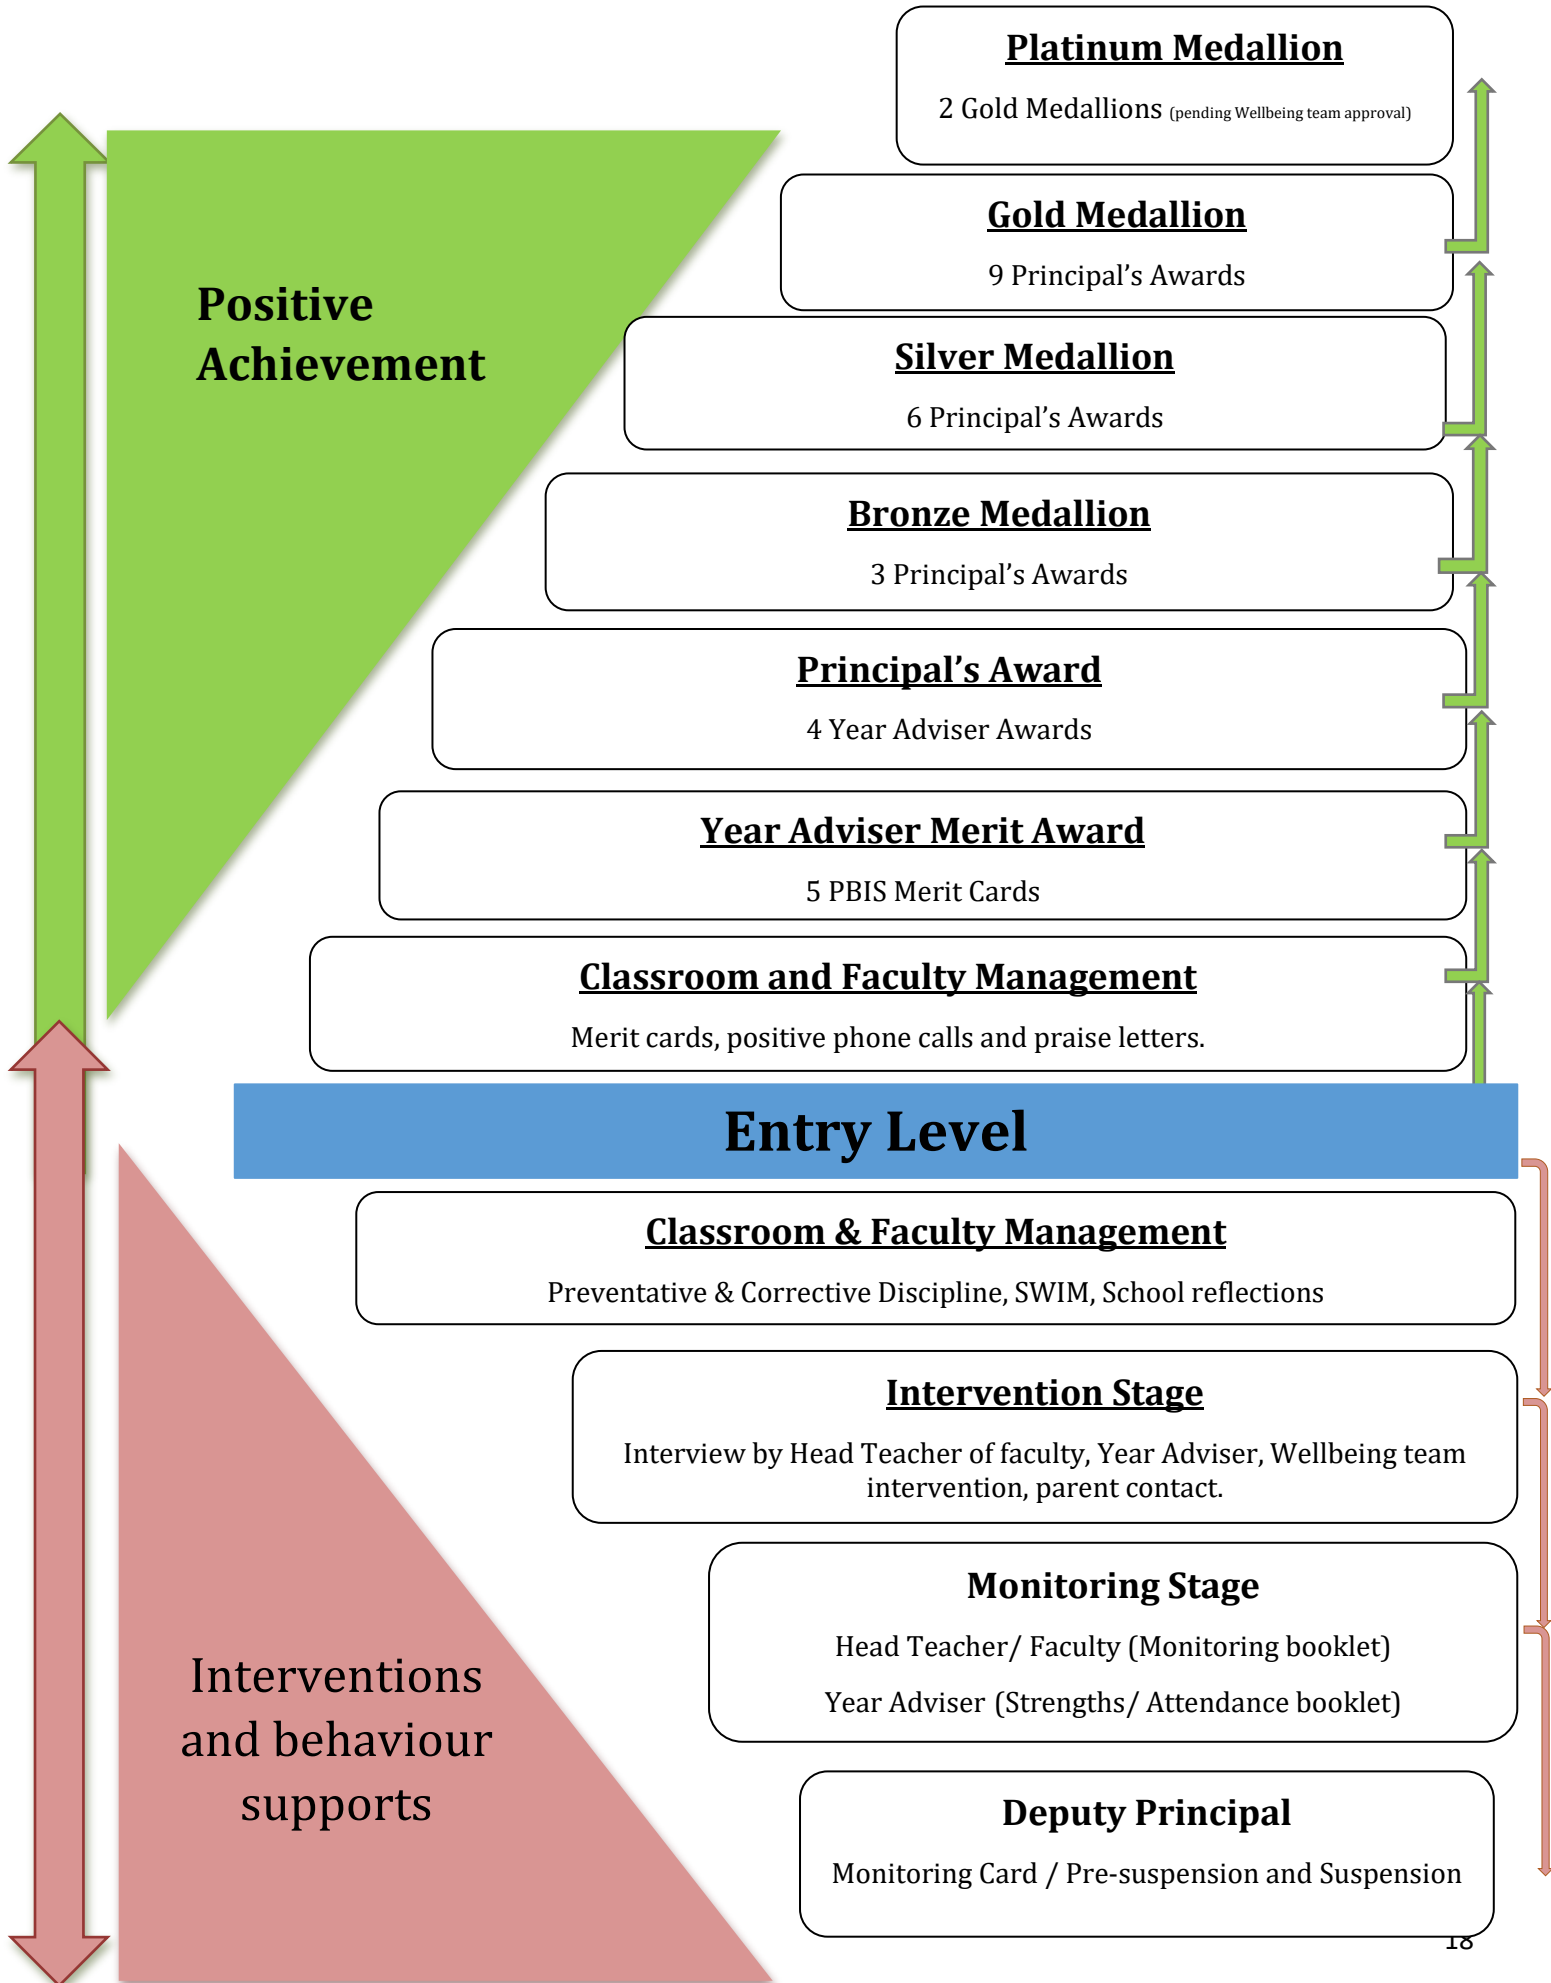 Platinum Medallion
2 Gold Medallions (pending Wellbeing team approval)
Gold Medallion
9 Principal’s Awards
Positive
Achievement
Silver Medallion
6 Principal’s Awards
Bronze Medallion
3 Principal’s Awards
Principal’s Award
4 Year Adviser Awards
Year Adviser Merit Award
5 PBIS Merit Cards
Classroom and Faculty Management
Merit cards, positive phone calls and praise letters.
Entry Level
Classroom & Faculty Management
Preventative & Corrective Discipline, SWIM, School reflections
Intervention Stage
Interview by Head Teacher of faculty, Year Adviser, Wellbeing team
intervention, parent contact.
Monitoring Stage
Head Teacher/ Faculty (Monitoring booklet)
Year Adviser (Strengths/ Attendance booklet)
Interventions
and behaviour
supports
Deputy Principal
Monitoring Card / Pre-suspension and Suspension
18